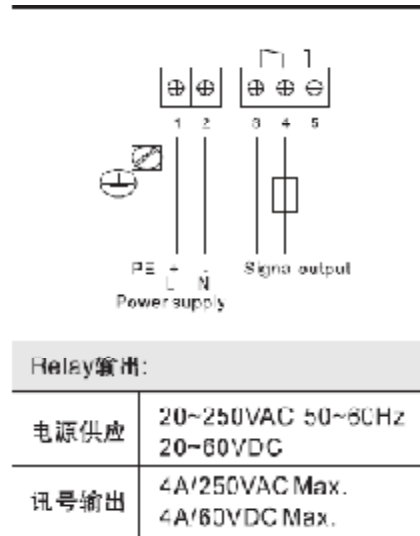 1 2 3 4 5
PE + -
L N
Power supply
Signa output
Relay输出:
电源供应
20~250VAC 50~60Hz
20~60VDC
讯号输出
4A/250VAC Max.
4A/60VDC Max.